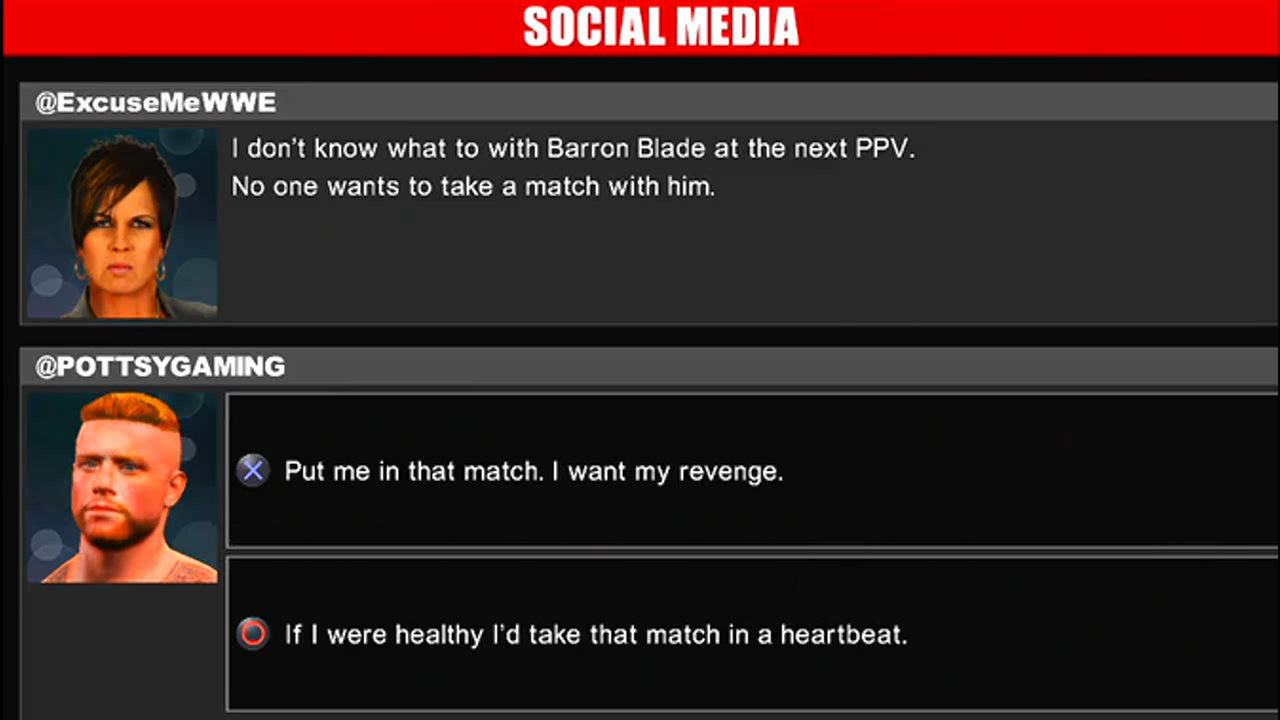 SOCIAL MEDIA
@ExcuseMeWWE
I don't know what to with Barron Blade at the next PPV.
No one wants to take a match with him.
@POTTSYGAMING
Put me in that match. I want my revenge.
If I were healthy I'd take that match in a heartbeat.